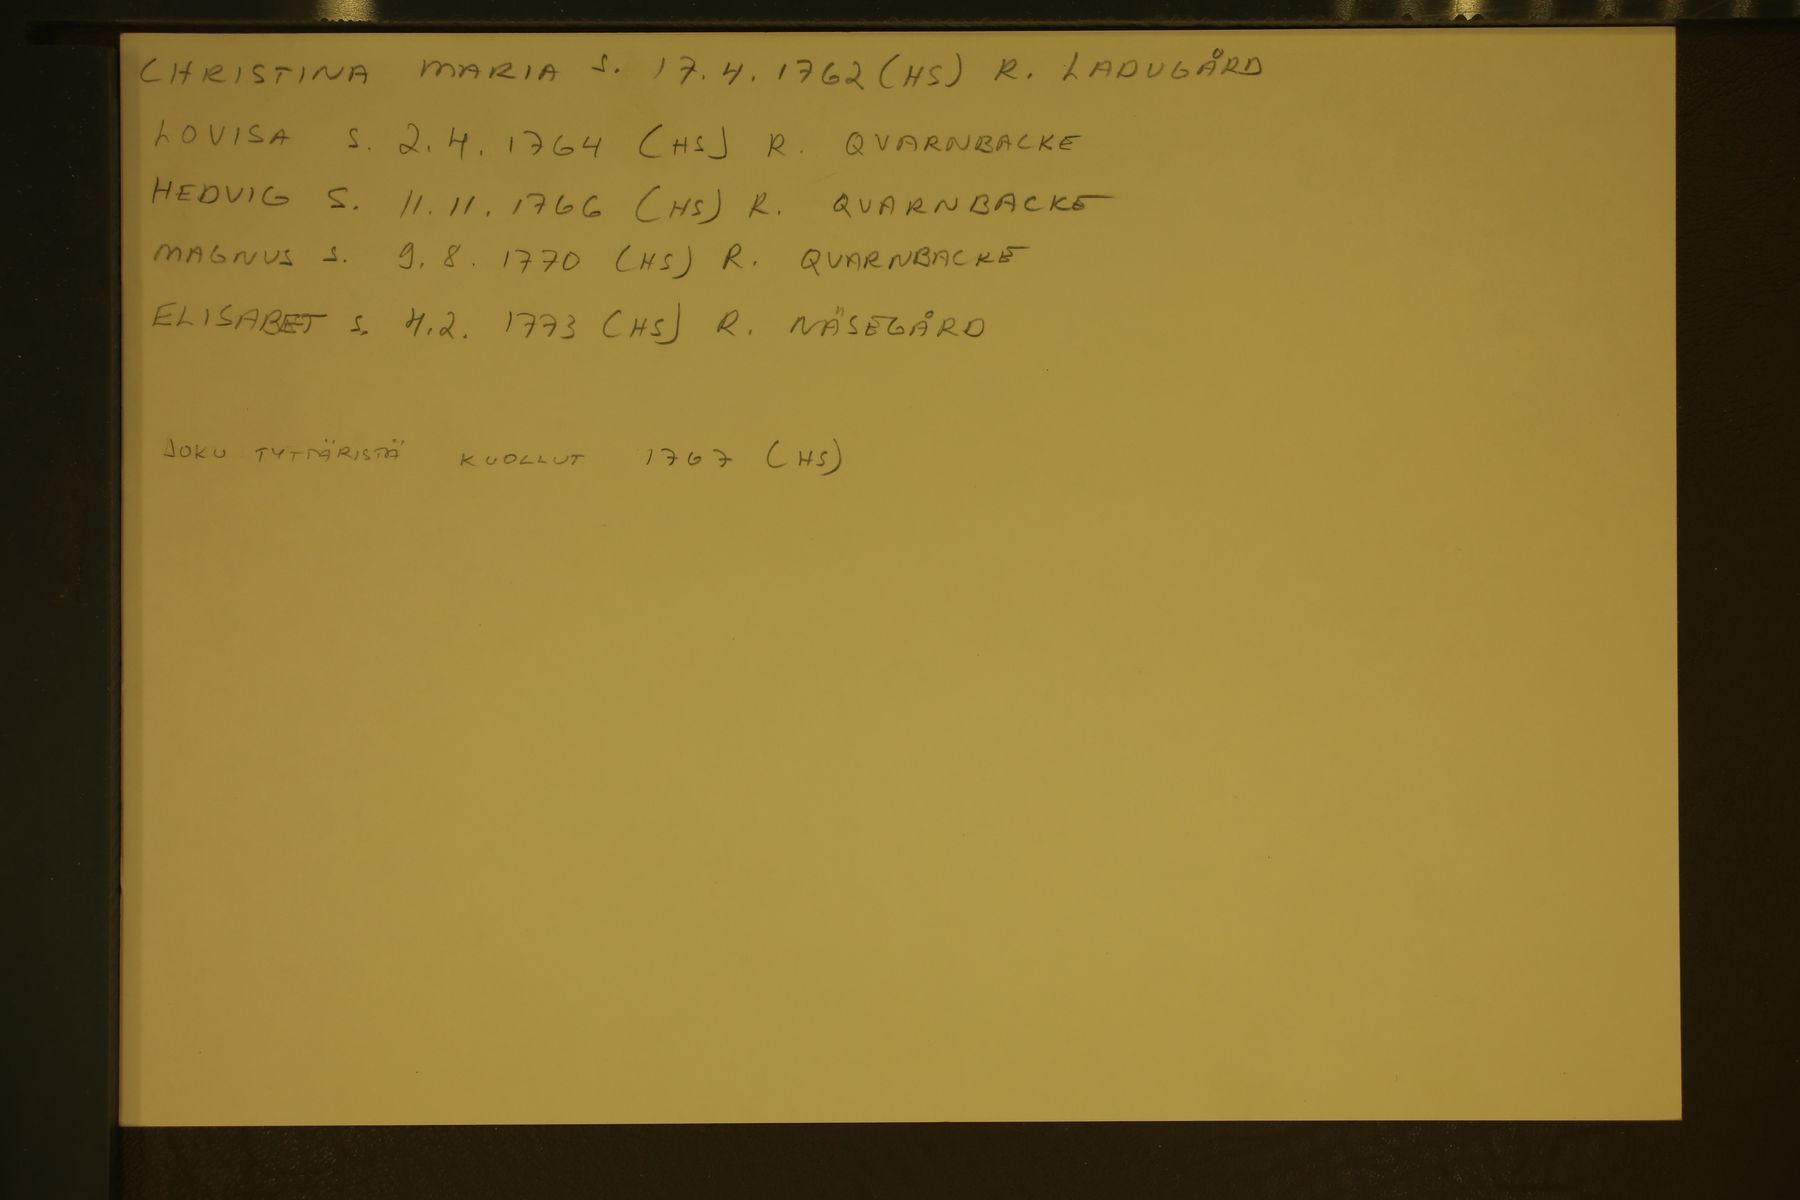 CHRISTINA MARIA S. 17.4.1762 (HS) R. LADUGÅRD
LOVISA S. 2.4.1764 (HS) R. QVARNBACKE
HEDVIG S. 11.11.1766 (HS) R. QVARNBACKE
MAGNUS S. 9.8.1770 (HS) R. QVARNBACKE
ELISABET S. 4.2.1773 (HS) R. NÄSEGÅRD
JOKU TYTTÄRISTÄ KUOLLUT 1767 (HS)